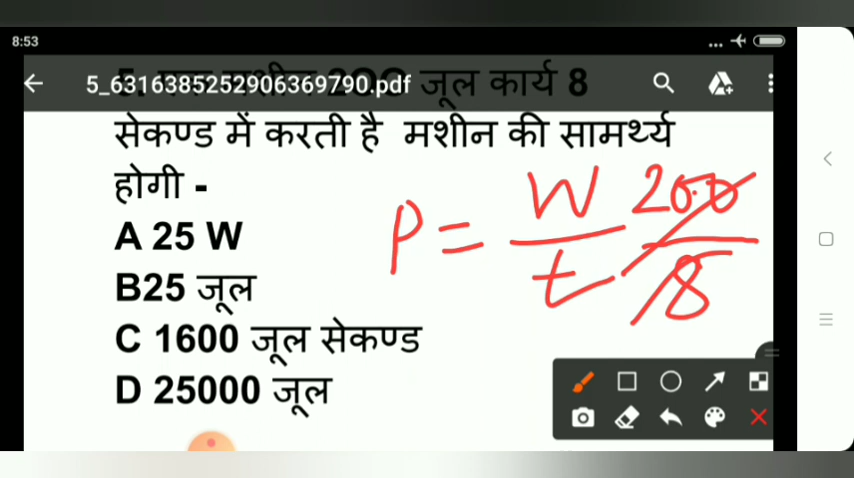 8:53
5_6316385252906369790.pdf
जूल कार्य 8
सेकण्ड में करती है मशीन की सामर्थ्य
होगी -
A 25 W
B25 जूल
C 1600 जूल सेकण्ड
D 25000 जूल
P = W/t 200/8